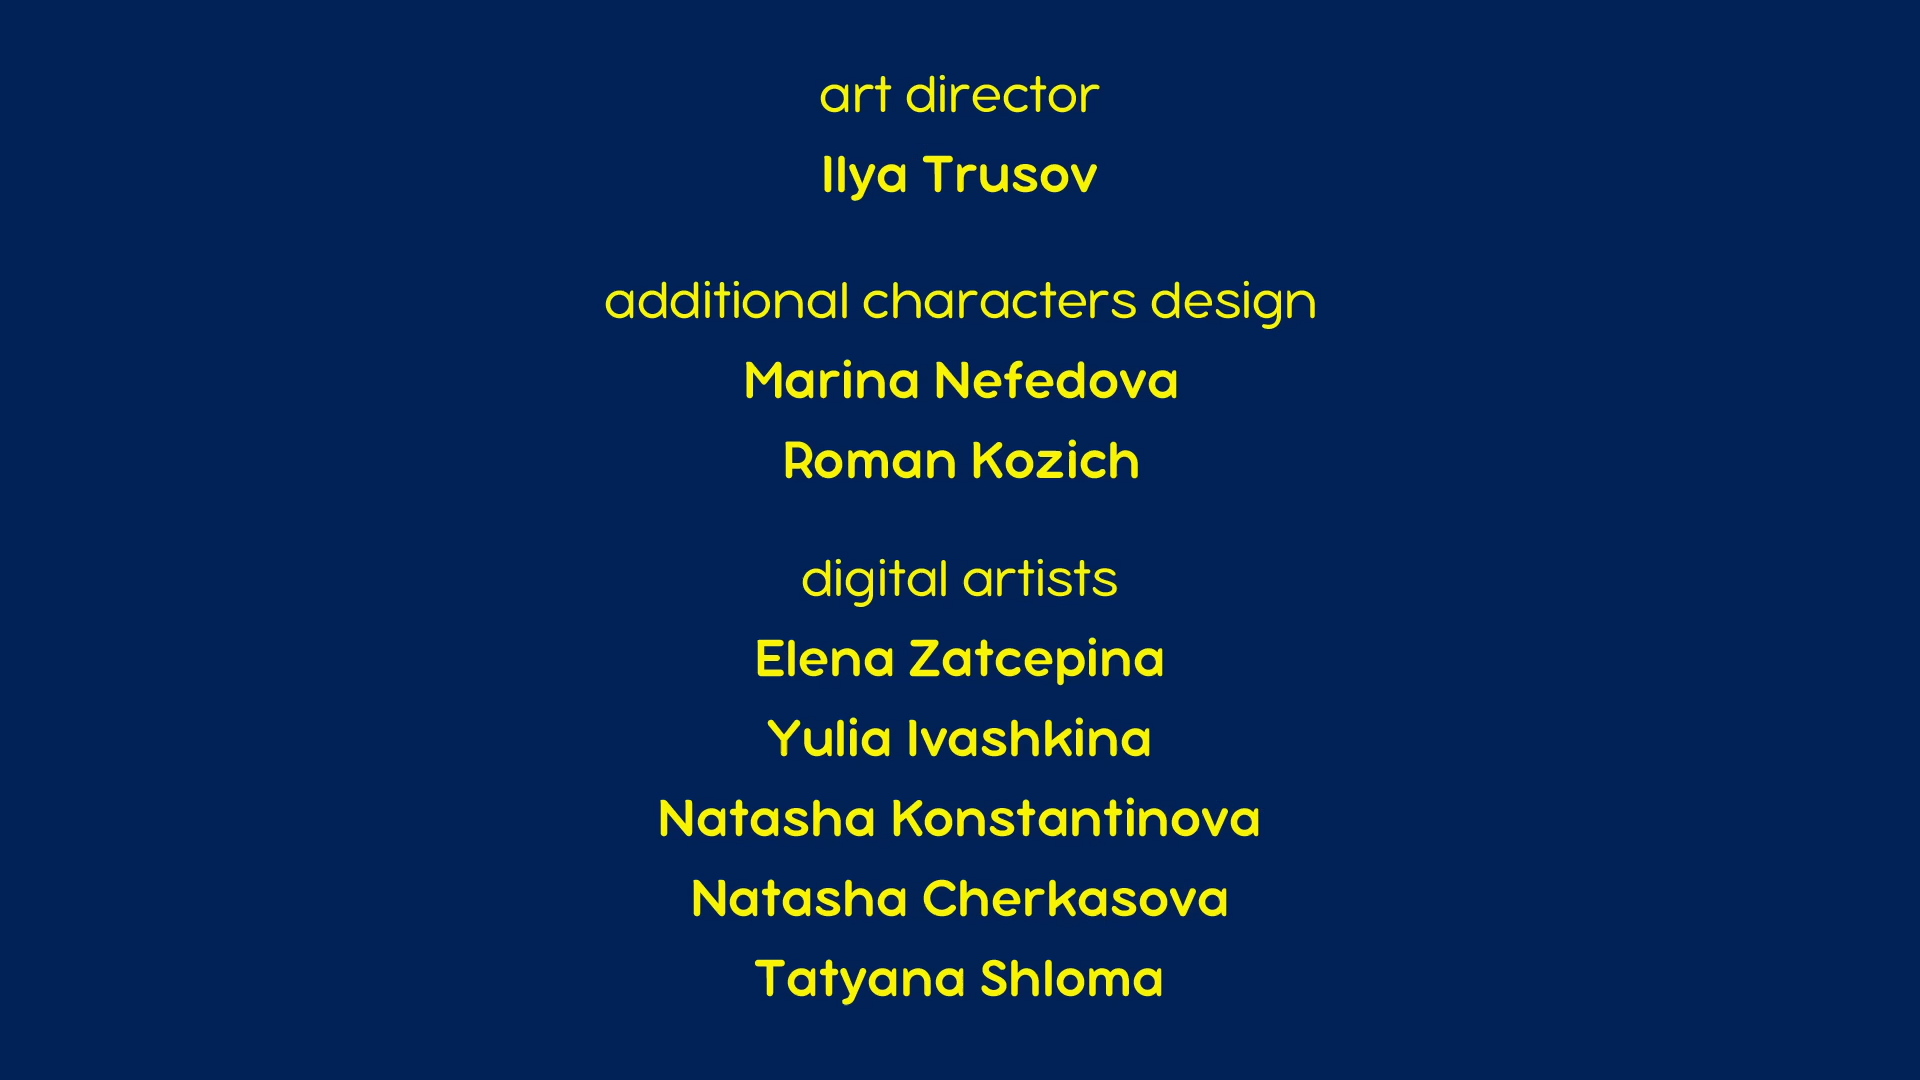 art director
Ilya Trusov
additional characters design
Marina Nefedova
Roman Kozich
digital artists
Elena Zatcepina
Yulia Ivashkina
Natasha Konstantinova
Natasha Cherkasova
Tatyana Shloma